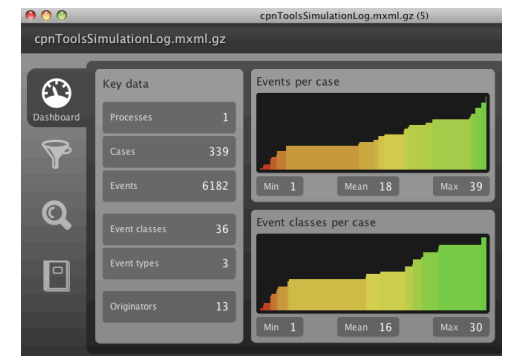 cpnToolsSimulationLog.mxml.gz (5)
cpnToolsSimulationLog.mxml.gz
Dashboard
Key data
Processes 1
Cases 339
Events 6182
Event classes 36
Event types 3
Originators 13
Events per case
Min 1 Mean 18 Max 39
Event classes per case
Min 1 Mean 16 Max 30